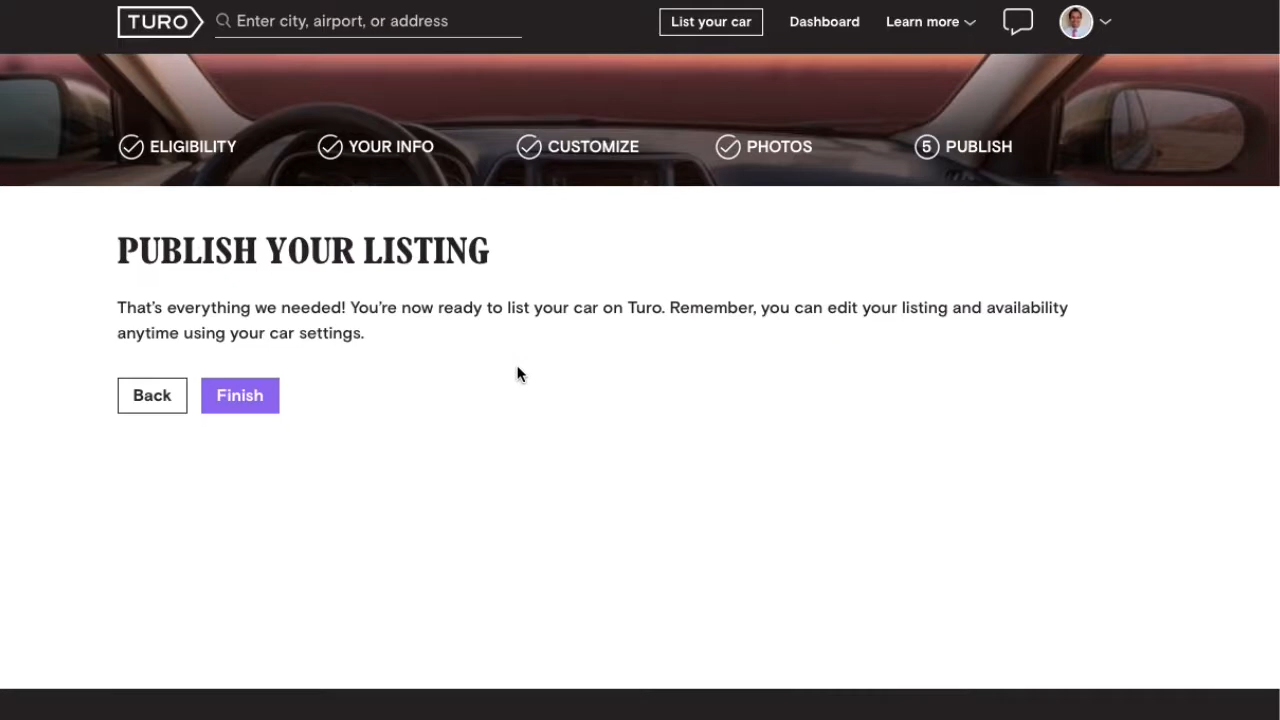 TURO
Enter city, airport, or address
List your car
Dashboard
Learn more
ELIGIBILITY
YOUR INFO
CUSTOMIZE
PHOTOS
5 PUBLISH
PUBLISH YOUR LISTING
That's everything we needed! You're now ready to list your car on Turo. Remember, you can edit your listing and availability
anytime using your car settings.
Back
Finish